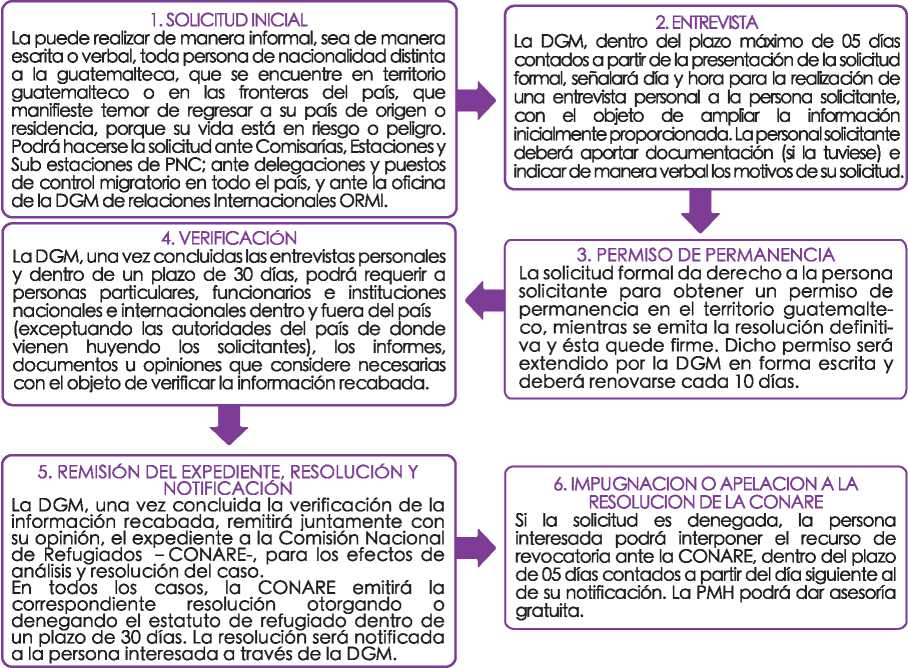 1. SOLICITUD INICIAL
La puede realizar de manera informal, sea de manera
escrita o verbal, toda persona de nacionalidad distinta
a la guatemalteca, que se encuentre en territorio
guatemalteco o en las fronteras del país, que
manifieste temor de regresar a su país de origen o
residencia, porque su vida está en riesgo o peligro.
Podrá hacerse la solicitud ante Comisarías, Estaciones y
Sub estaciones de PNC; ante delegaciones y puestos
de control migratorio en todo el país, y ante la oficina
de la DGM de relaciones Internacionales ORMI.
2. ENTREVISTA
La DGM, dentro del plazo máximo de 05 días
contados a partir de la presentación de la solicitud
formal, señalará día y hora para la realización de
una entrevista personal a la persona solicitante,
con el objeto de ampliar la información
inicialmente proporcionada. La personal solicitante
deberá aportar documentación (si la tuviese) e
indicar de manera verbal los motivos de su solicitud.
3. PERMISO DE PERMANENCIA
La solicitud formal da derecho a la persona
solicitante para obtener un permiso de
permanencia en el territorio guatemalte-
co, mientras se emita la resolución definiti-
va y ésta quede firme. Dicho permiso será
extendido por la DGM en forma escrita y
deberá renovarse cada 10 días.
4. VERIFICACIÓN
La DGM, una vez concluidas las entrevistas personales
y dentro de un plazo de 30 días, podrá requerir a
personas particulares, funcionarios e instituciones
nacionales e internacionales dentro y fuera del país
(exceptuando las autoridades del país de donde
vienen huyendo los solicitantes), los informes,
documentos u opiniones que considere necesarias
con el objeto de verificar la información recabada.
5. REMISIÓN DEL EXPEDIENTE, RESOLUCIÓN Y
NOTIFICACIÓN
La DGM, una vez concluida la verificación de la
información recabada, remitirá juntamente con
su opinión, el expediente a la Comisión Nacional
de Refugiados – CONARE-, para los efectos de
análisis y resolución del caso.
En todos los casos, la CONARE emitirá la
correspondiente resolución otorgando o
denegando el estatuto de refugiado dentro de
un plazo de 30 días. La resolución será notificada
a la persona interesada a través de la DGM.
6. IMPUGNACION O APELACION A LA
RESOLUCION DE LA CONARE
Si la solicitud es denegada, la persona
interesada podrá interponer el recurso de
revocatoria ante la CONARE, dentro del plazo
de 05 días contados a partir del día siguiente al
de su notificación. La PMH podrá dar asesoría
gratuita.